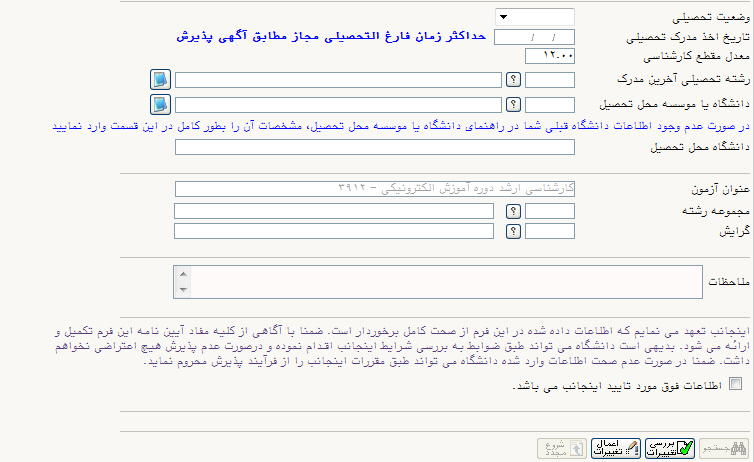 وضعیت تحصیلی
تاریخ اخذ مدرک تحصیلی / / حداکثر زمان فارغ التحصیلی مجاز مطابق آگهی پذیرش
معدل مقطع کارشناسی ۱۲.۰۰
رشته تحصیلی آخرین مدرک ؟
دانشگاه یا موسسه محل تحصیل ؟
در صورت عدم وجود اطلاعات دانشگاه قبلی شما در راهنمای دانشگاه یا موسسه محل تحصیل، مشخصات آن را بطور کامل در این قسمت وارد نمایید
دانشگاه محل تحصیل
عنوان آزمون کارشناسی ارشد دوره آموزش الکترونیکی - ۳۹۱۲
مجموعه رشته ؟
گرایش ؟
ملاحظات
اینجانب تعهد می نمایم که اطلاعات داده شده در این فرم از صحت کامل برخوردار است. ضمنا با آگاهی از کلیه مفاد آیین نامه این فرم تکمیل و
ارائه می شود. بدیهی است دانشگاه می تواند طبق ضوابط به بررسی شرایط اینجانب اقدام نموده و درصورت عدم پذیرش هیچ اعتراضی نخواهم
داشت. ضمنا در صورت عدم صحت اطلاعات وارد شده دانشگاه می تواند طبق مقررات اینجانب را از فرآیند پذیرش محروم نماید.
اطلاعات فوق مورد تایید اینجانب می باشد.
جستجو بررسی تغییرات اعمال تغییرات شروع مجدد